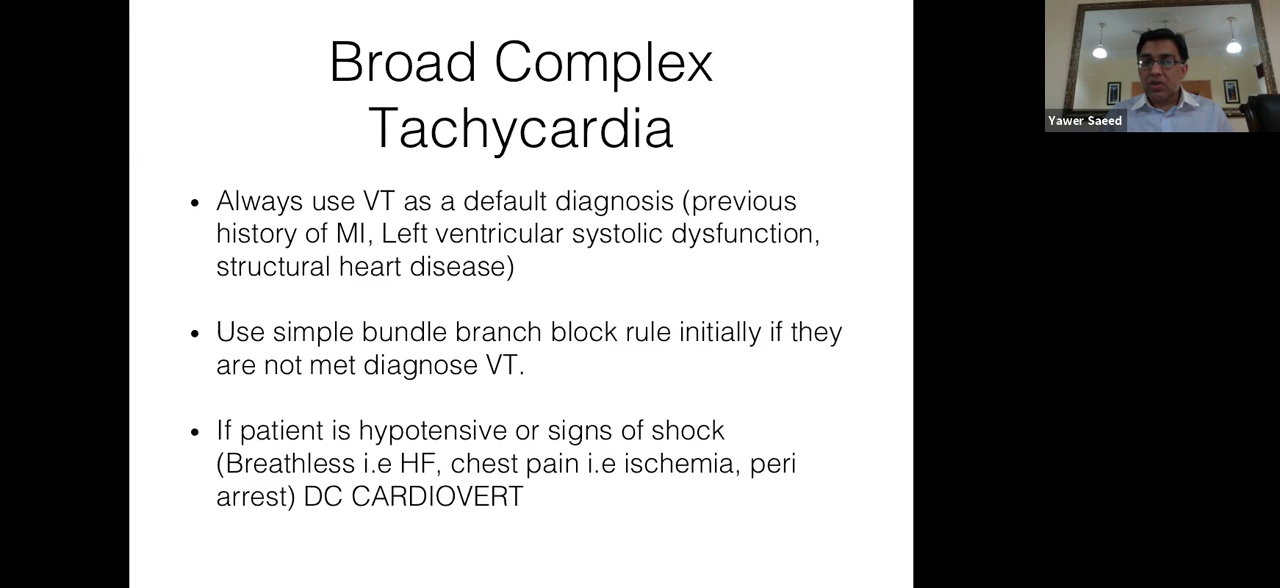 Broad Complex
Tachycardia
• Always use VT as a default diagnosis (previous
history of MI, Left ventricular systolic dysfunction,
structural heart disease)
• Use simple bundle branch block rule initially if they
are not met diagnose VT.
• If patient is hypotensive or signs of shock
(Breathless i.e HF, chest pain i.e ischemia, peri
arrest) DC CARDIOVERT
Yawer Saeed